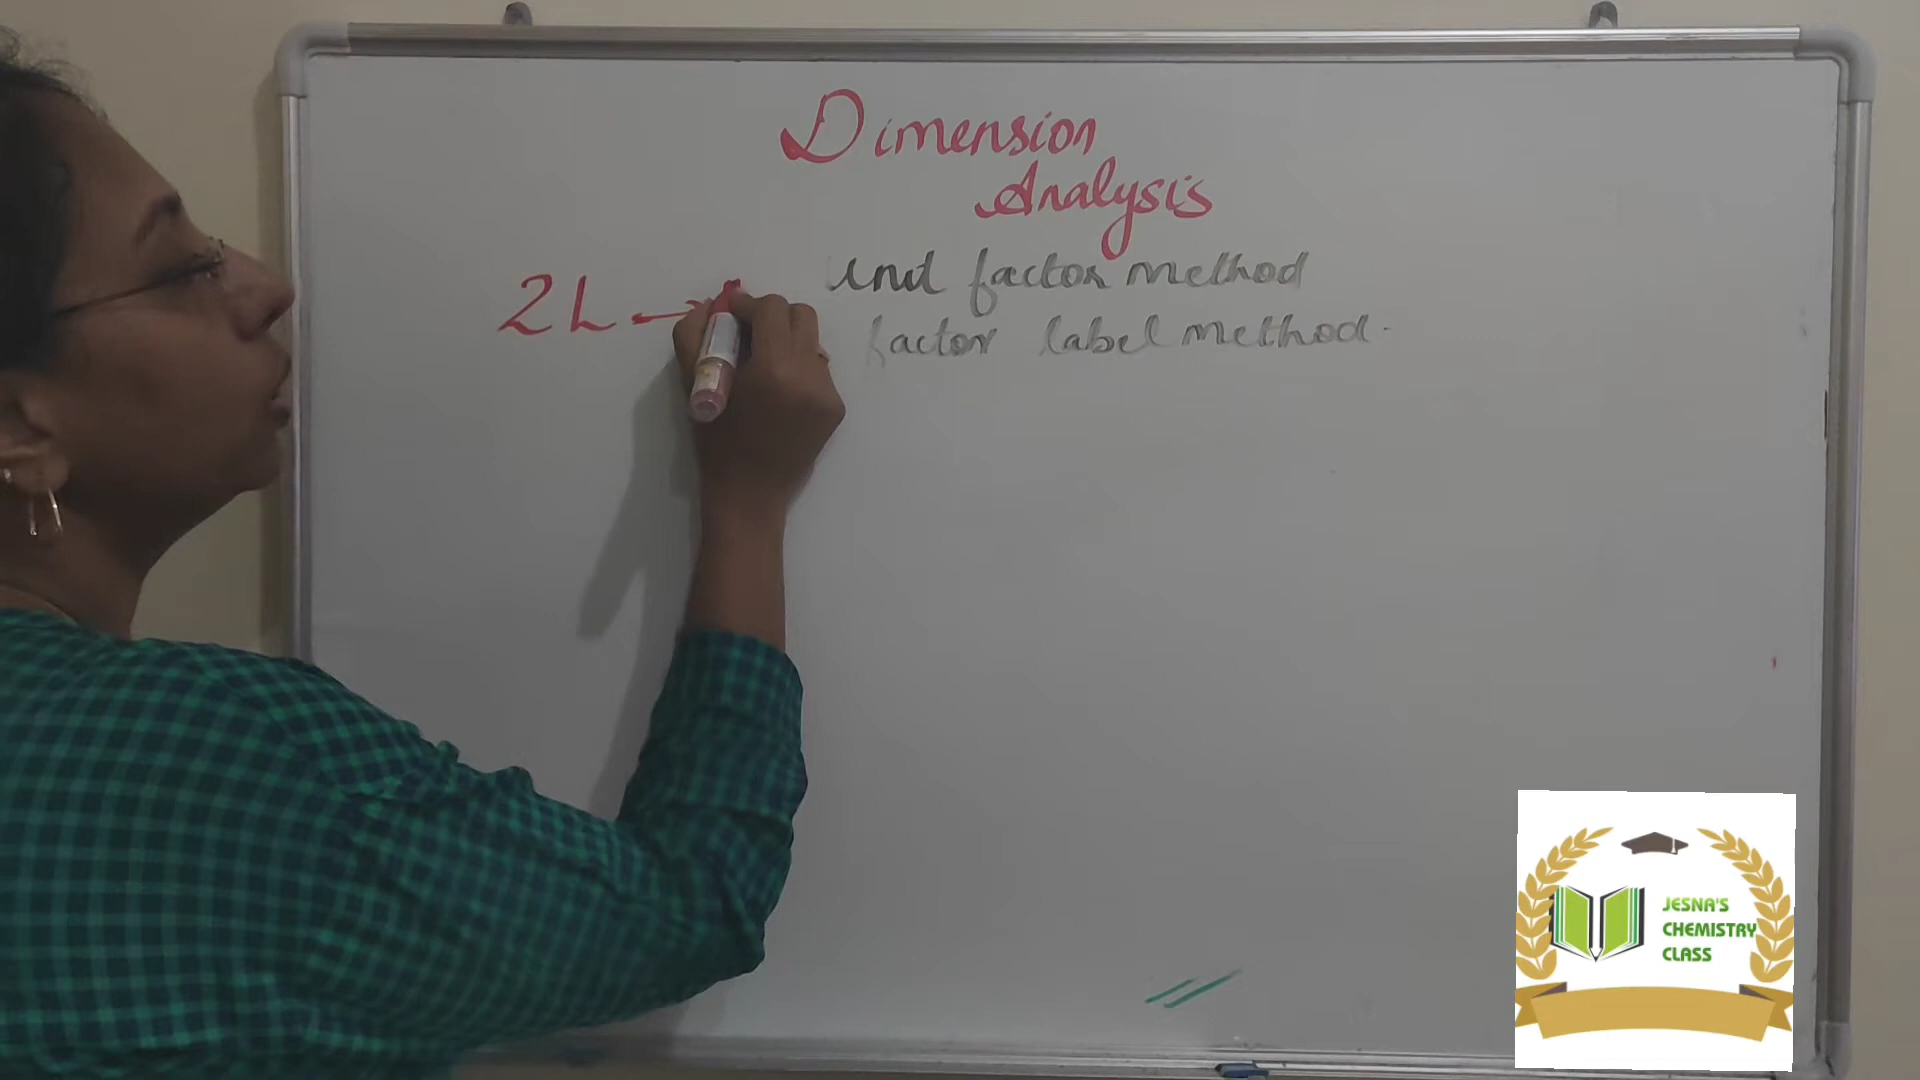 Dimension
Analysis
Unit factor method
factor label method.
2L →
JESNA'S
CHEMISTRY
CLASS